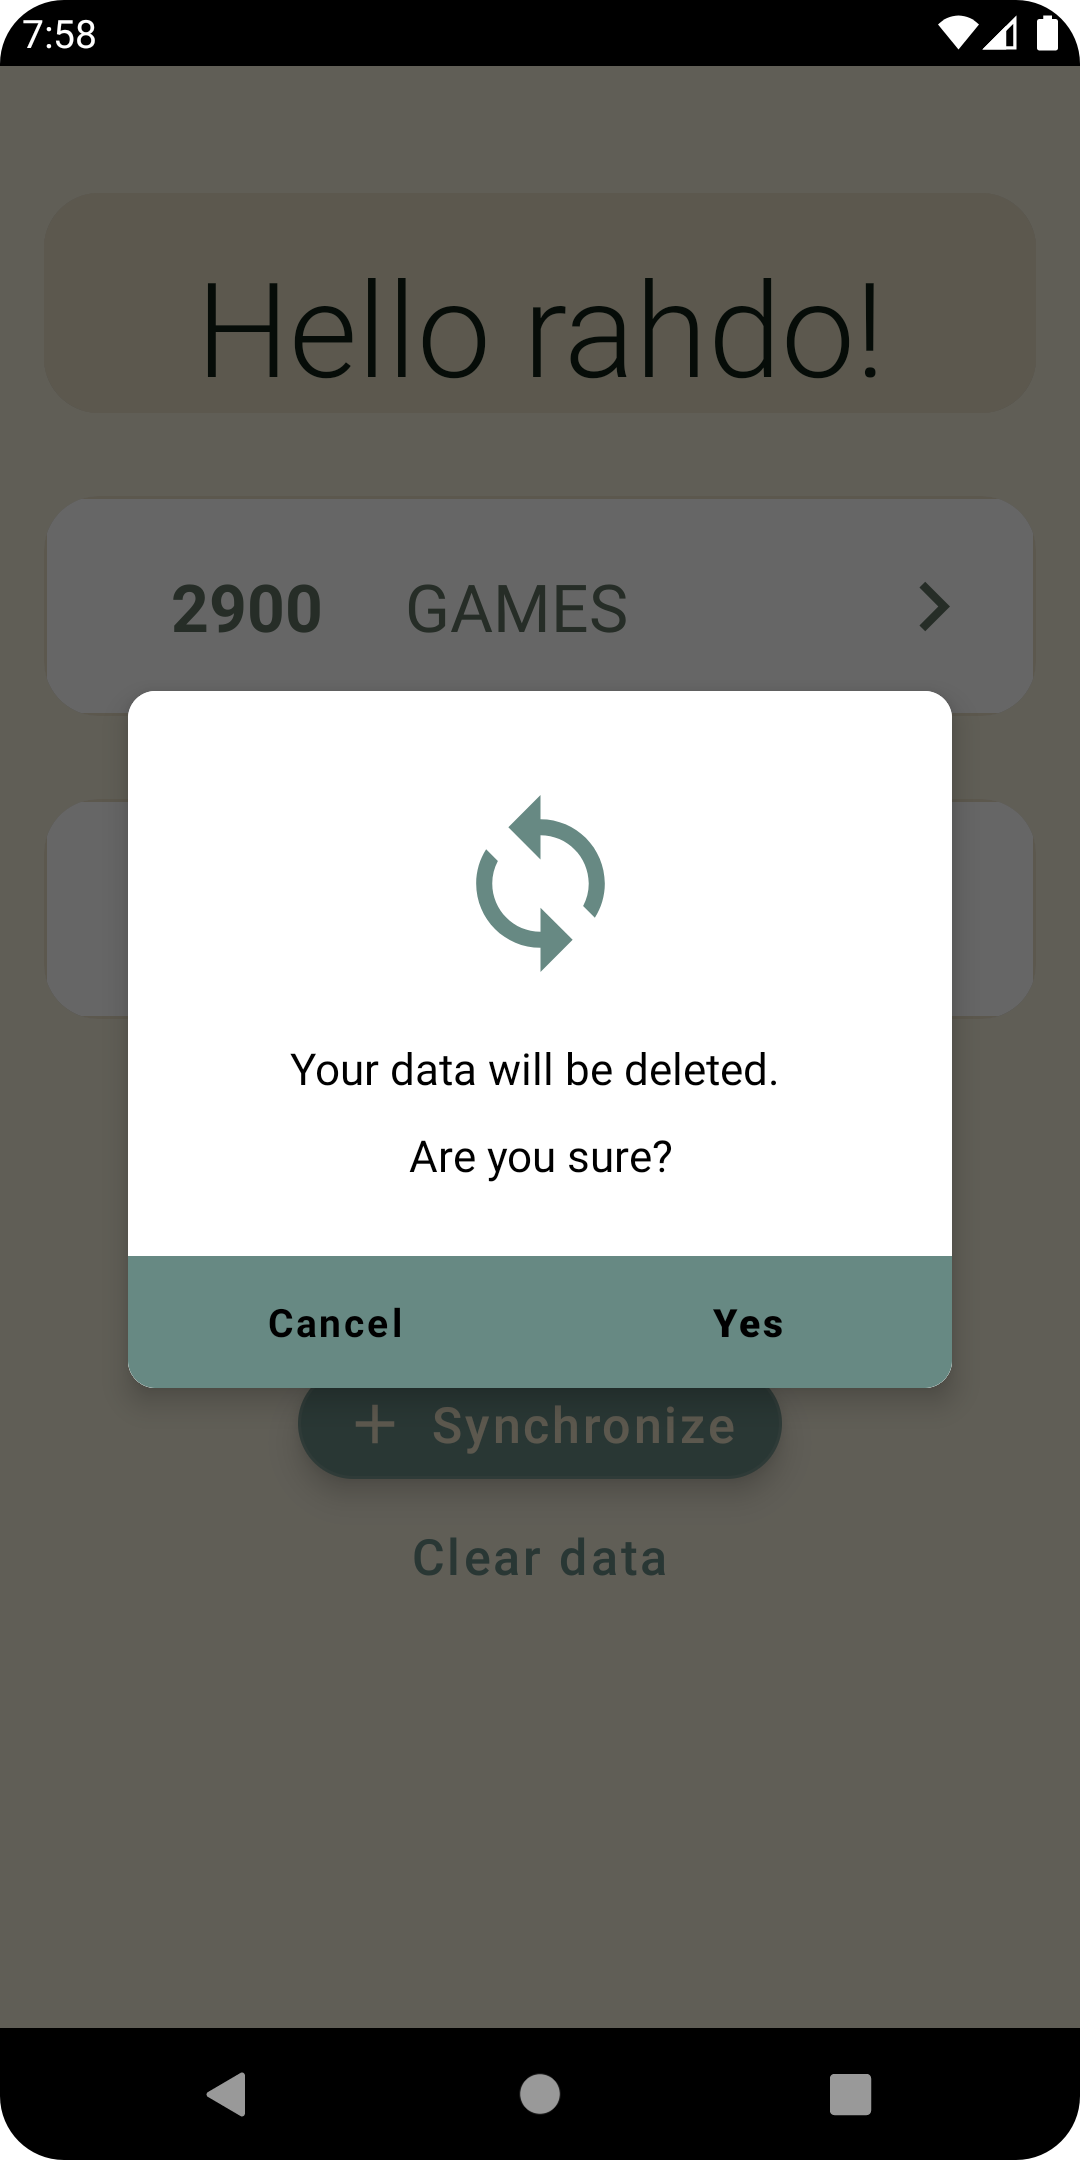 7:58
Hello rahdo!
2900 GAMES
Your data will be deleted.
Are you sure?
Cancel Yes
Synchronize
Clear data